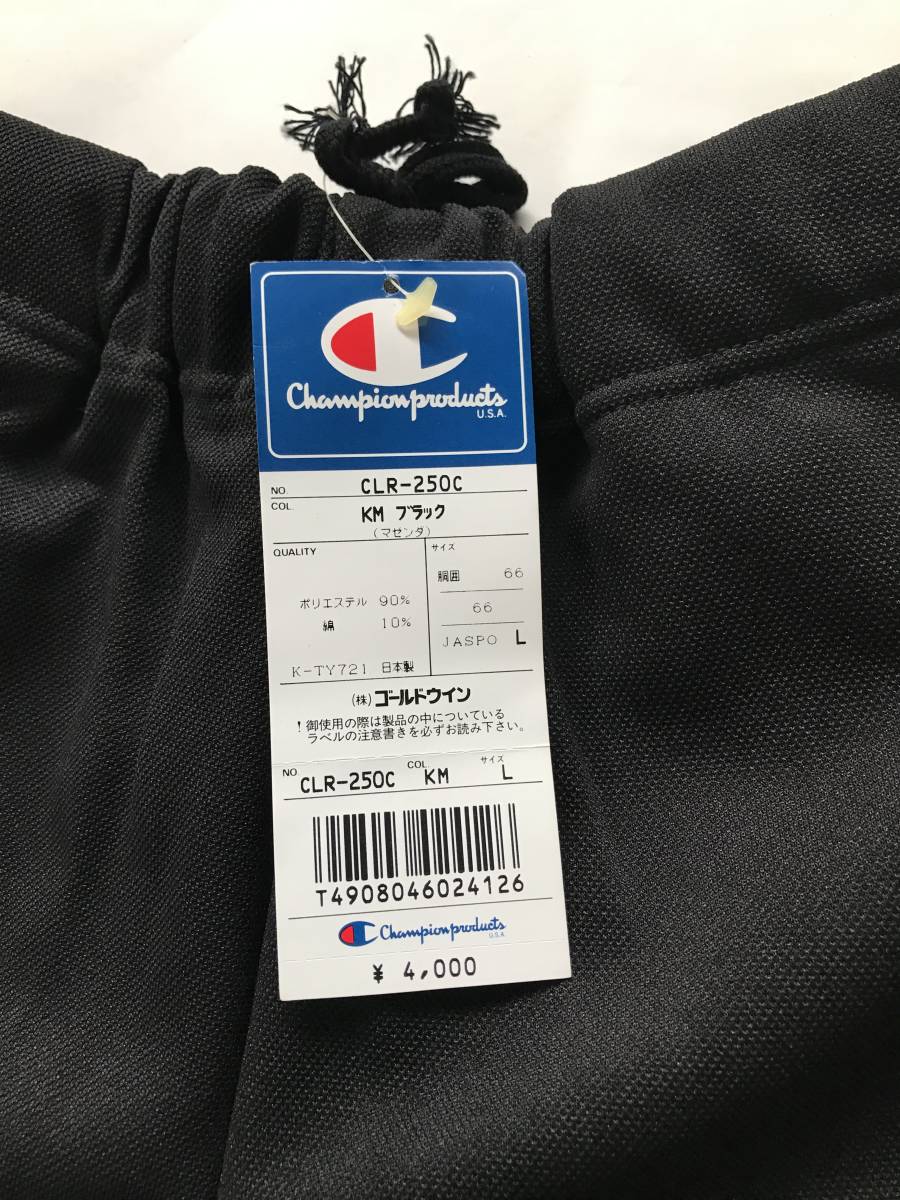 Champion products
U.S.A.
NO. CLR-250C
COL. KM ブラック
(マゼンダ)
QUALITY
ポリエステル 90%
綿 10%
K-TY721 日本製
サイズ
胴囲 66
66
JASPO L
(株)ゴールドウイン
!御使用の際は製品の中についている
ラベルの注意書きを必ずお読み下さい。
NO. CLR-250C COL. KM サイズ L
T4908046024126
Champion products
U.S.A.
¥ 4,000